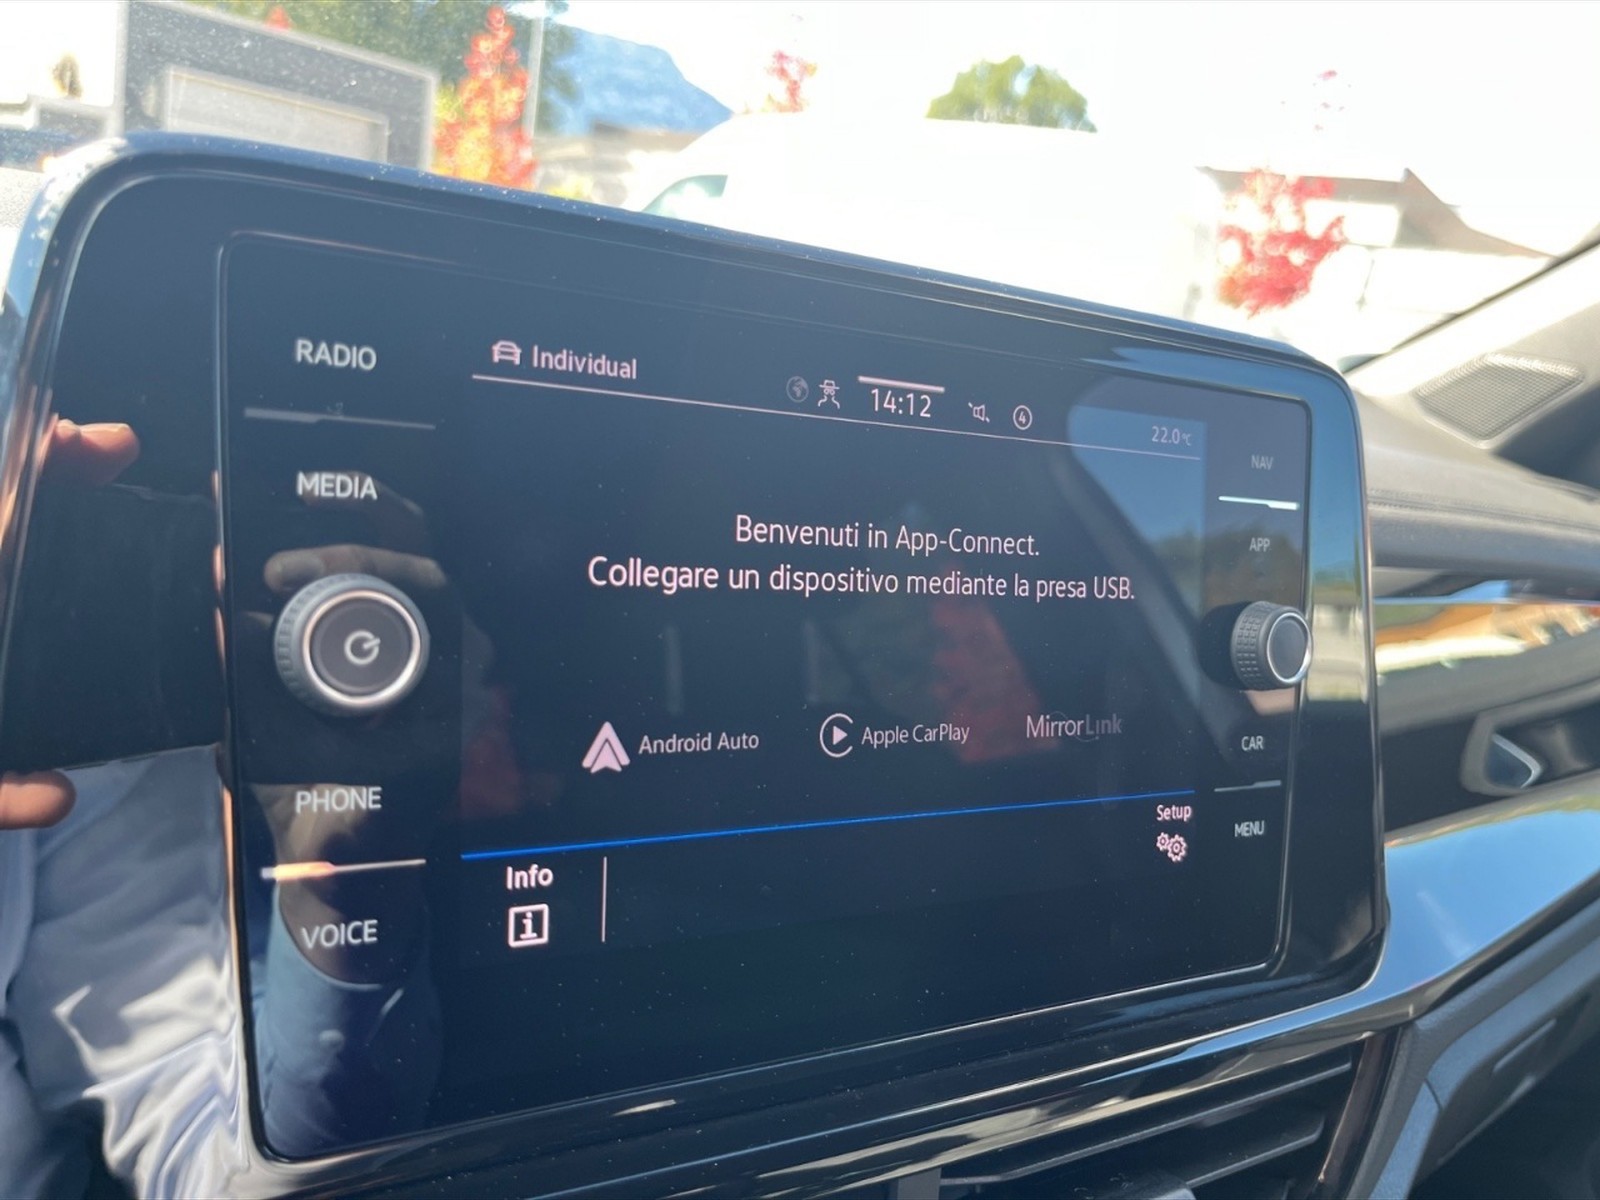 RADIO
MEDIA
PHONE
VOICE
Individual
14:12
4
22.0°C
Benvenuti in App-Connect.
Collegare un dispositivo mediante la presa USB.
Android Auto
Apple CarPlay
MirrorLink
Setup
Info
i
NAV
APP
CAR
MENU